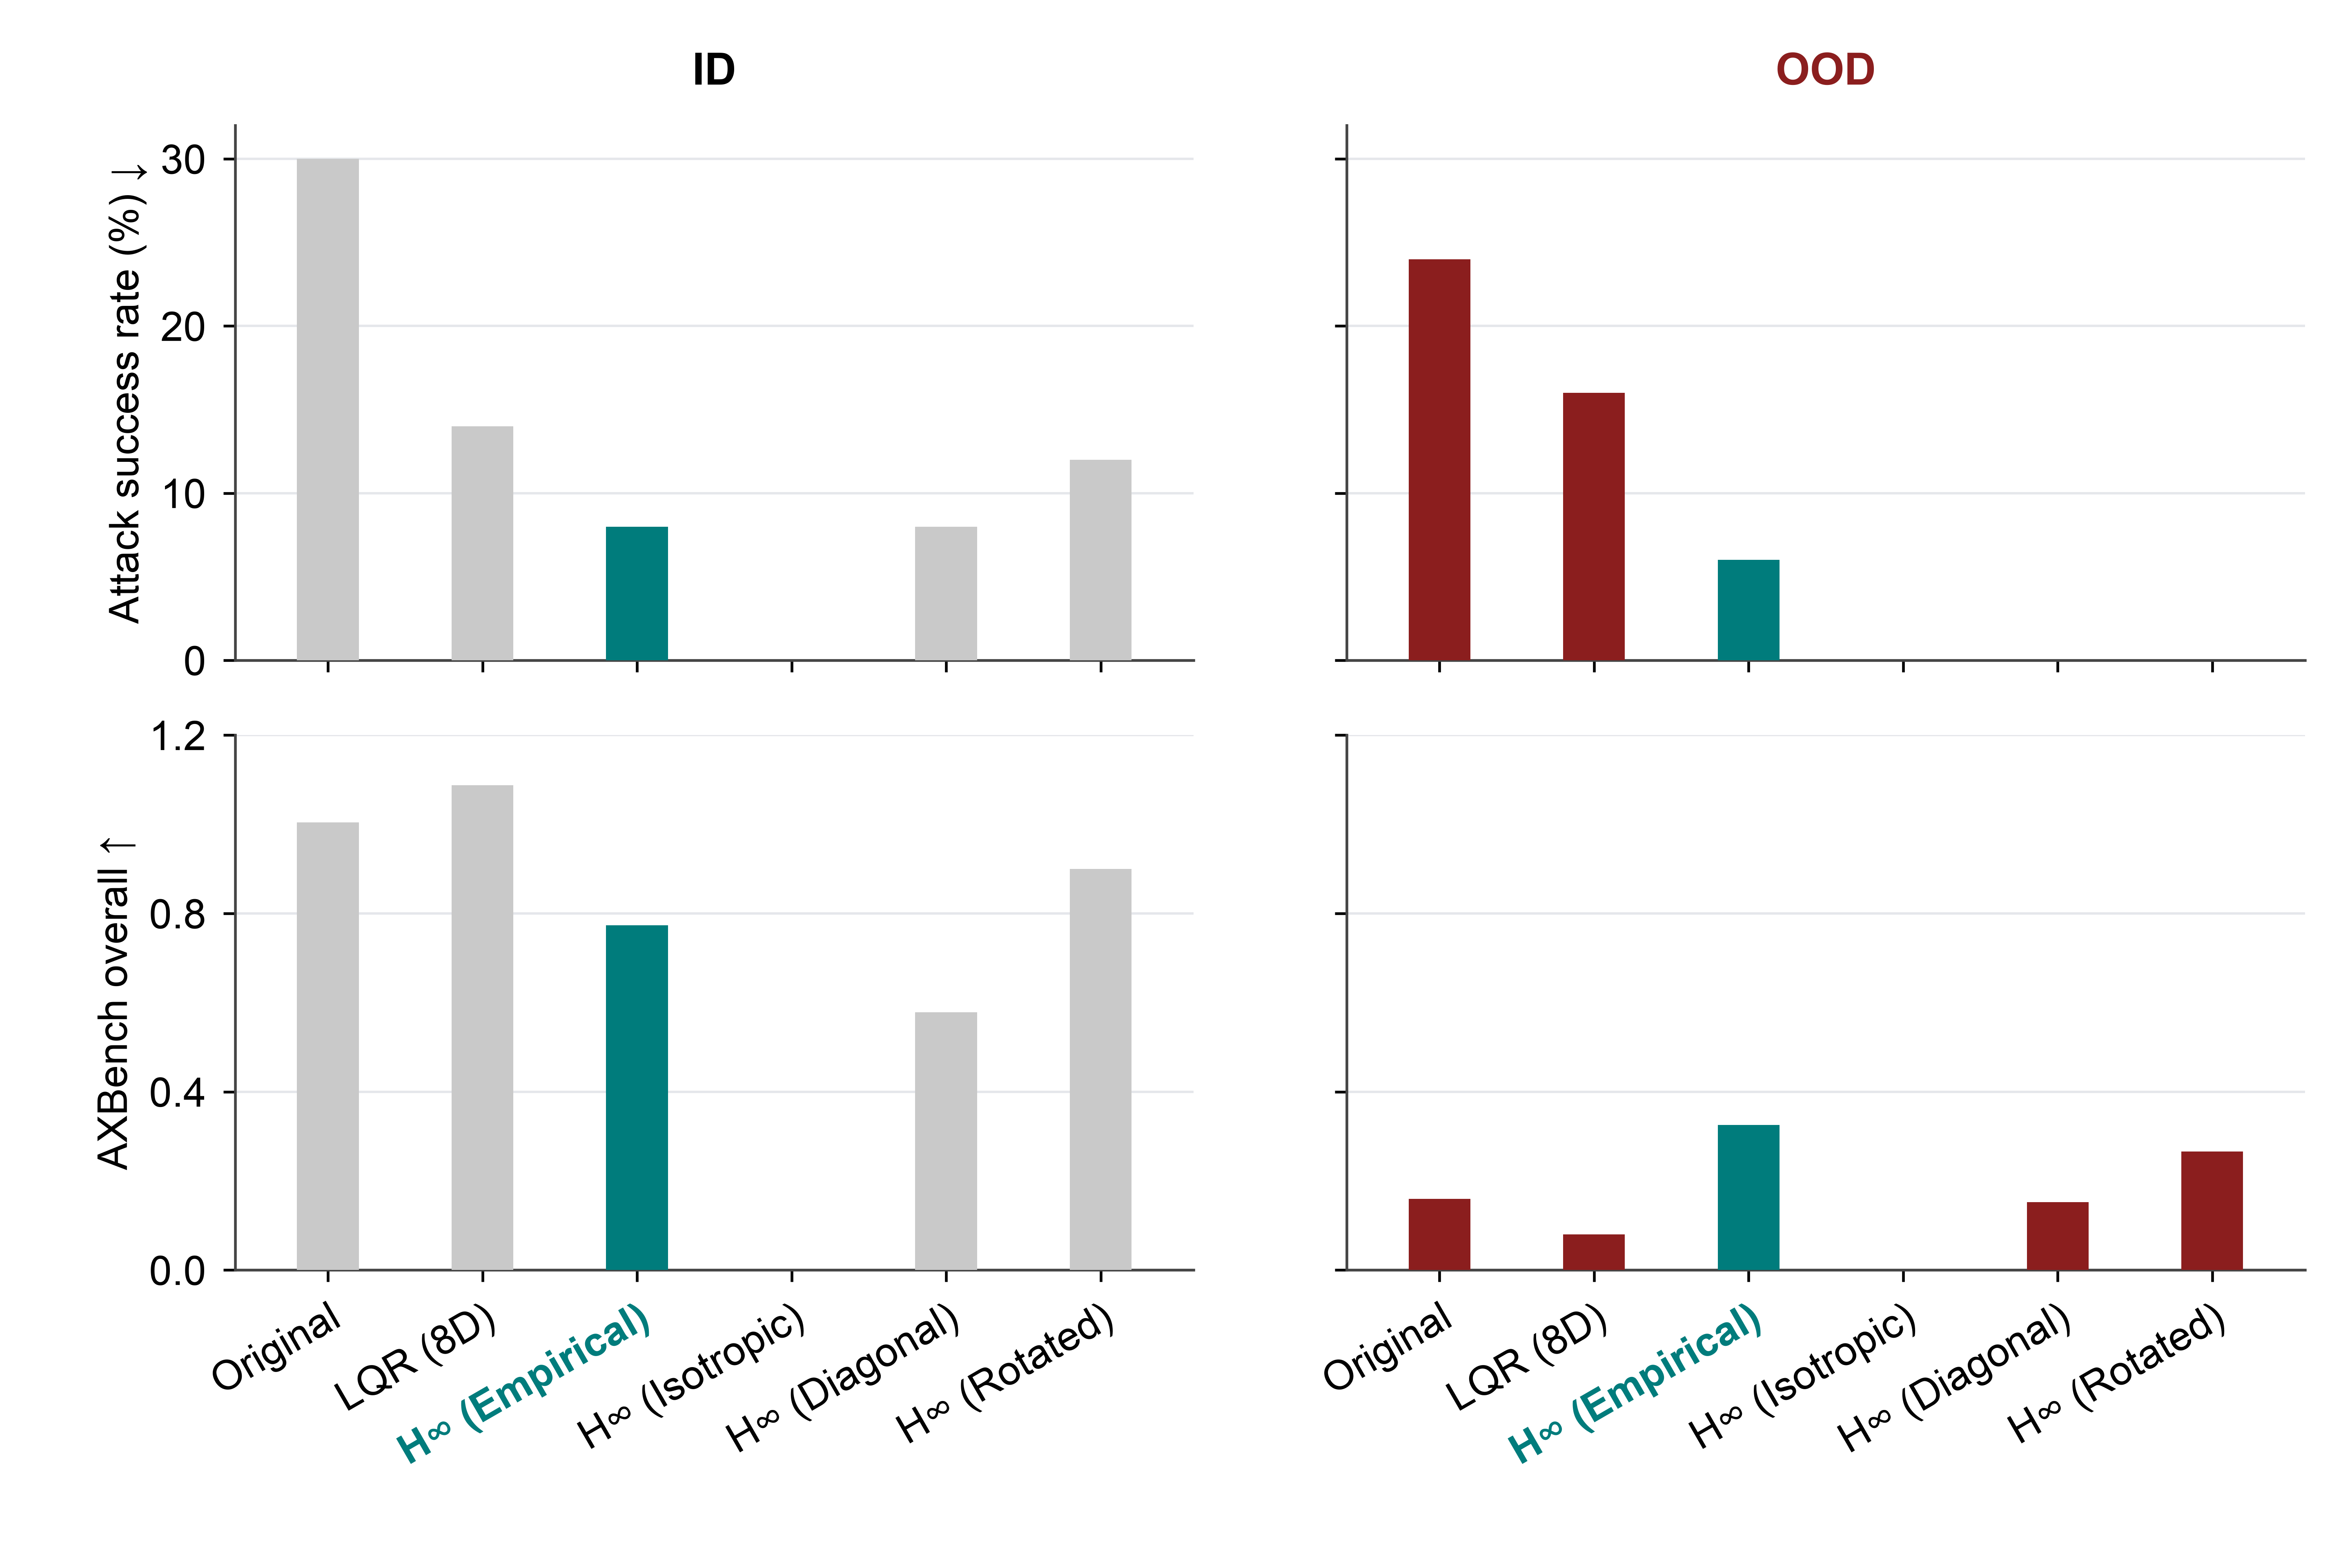 ID
OOD
Attack success rate (%) ↓
30
20
10
0
AXBench overall ↑
1.2
0.8
0.4
0.0
Original
LQR (8D)
H∞ (Empirical)
H∞ (Isotropic)
H∞ (Diagonal)
H∞ (Rotated)
Original
LQR (8D)
H∞ (Empirical)
H∞ (Isotropic)
H∞ (Diagonal)
H∞ (Rotated)